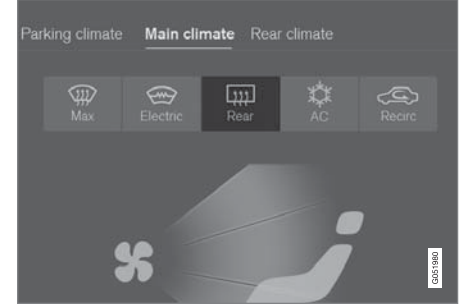 Parking climate Main climate Rear climate
Max Electric Rear AC Recirc
G051980